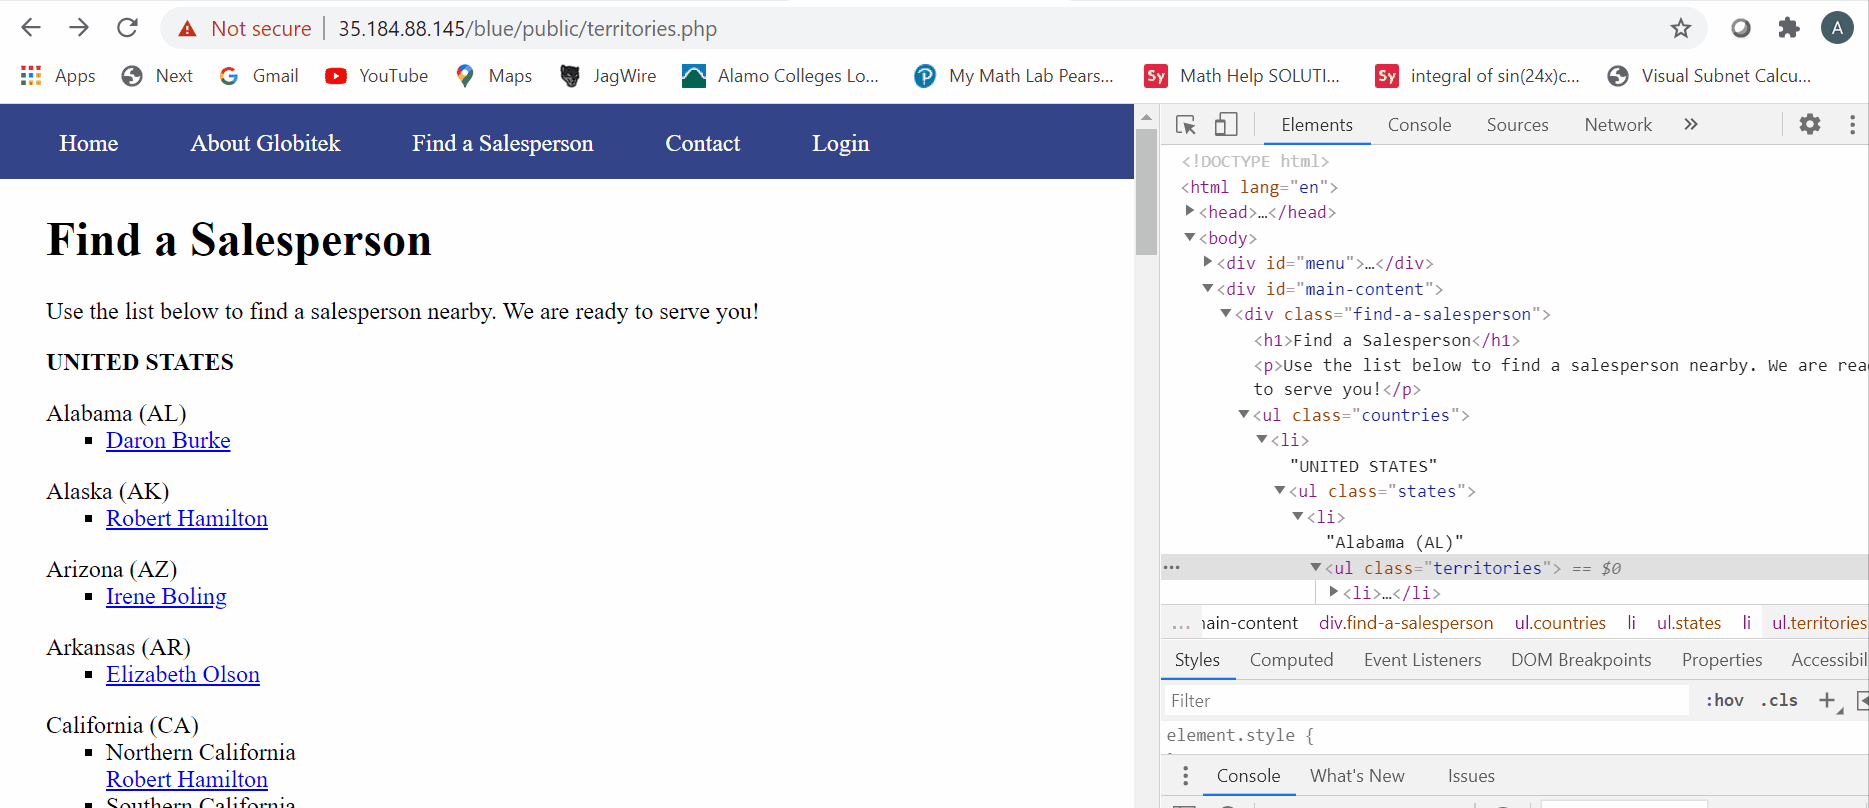 Not secure | 35.184.88.145/blue/public/territories.php A
Apps Next Gmail YouTube Maps JagWire Alamo Colleges Lo... My Math Lab Pears... Sy Math Help SOLUTI... Sy integral of sin(24x)c... Visual Subnet Calcu...
Home About Globitek Find a Salesperson Contact Login
Find a Salesperson
Use the list below to find a salesperson nearby. We are ready to serve you!
UNITED STATES
Alabama (AL)
Daron Burke
Alaska (AK)
Robert Hamilton
Arizona (AZ)
Irene Boling
Arkansas (AR)
Elizabeth Olson
California (CA)
Northern California
Robert Hamilton
Southern California
Elements Console Sources Network »
<!DOCTYPE html>
<html lang="en">
<head>…</head>
<body>
<div id="menu">…</div>
<div id="main-content">
<div class="find-a-salesperson">
<h1>Find a Salesperson</h1>
<p>Use the list below to find a salesperson nearby. We are rea
to serve you!</p>
<ul class="countries">
<li>
"UNITED STATES"
<ul class="states">
<li>
"Alabama (AL)"
<ul class="territories"> == $0
<li>…</li>
... ain-content div.find-a-salesperson ul.countries li ul.states li ul.territories
Styles Computed Event Listeners DOM Breakpoints Properties Accessibil
Filter :hov .cls +
element.style {
Console What's New Issues